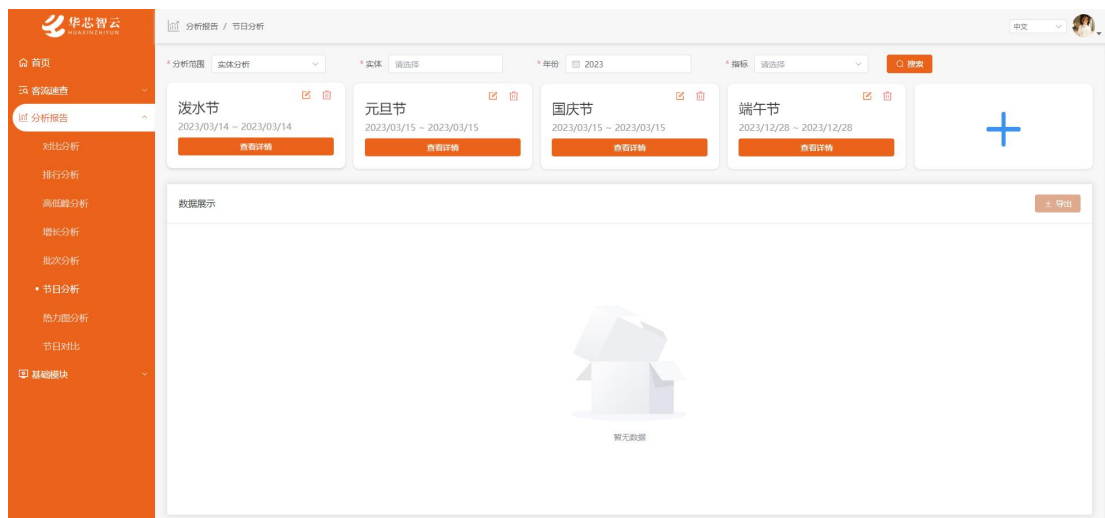 华芯智云
HUAXINZHIYUN
分析报告 / 节日分析
中文
首页
客流速查
分析报告
对比分析
排行分析
高低峰分析
增长分析
批次分析
• 节日分析
热力图分析
节日对比
基础模块
* 分析范围 实体分析 * 实体 请选择 * 年份 2023 * 指标 请选择 搜索
泼水节
2023/03/14 ~ 2023/03/14
查看详情
元旦节
2023/03/15 ~ 2023/03/15
查看详情
国庆节
2023/03/15 ~ 2023/03/15
查看详情
端午节
2023/12/28 ~ 2023/12/28
查看详情
数据展示
导出
暂无数据